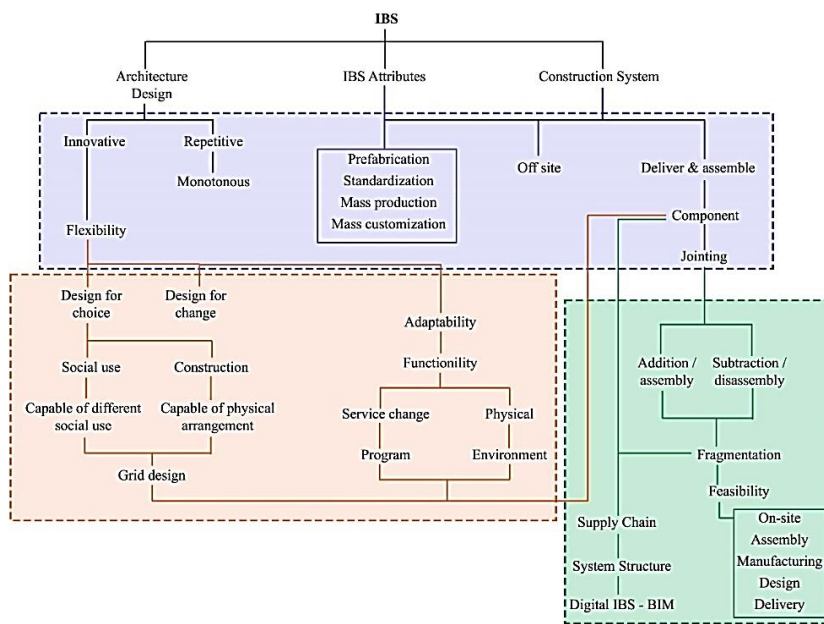 IBS
Architecture
Design
IBS Attributes
Construction System
Innovative
Repetitive
Monotonous
Flexibility
Prefabrication
Standardization
Mass production
Mass customization
Off site
Deliver & assemble
Component
Jointing
Design for
choice
Design for
change
Adaptability
Functionility
Social use
Construction
Capable of different
social use
Capable of physical
arrangement
Grid design
Service change
Physical
Program
Environment
Addition /
assembly
Subtraction /
disassembly
Fragmentation
Feasibility
Supply Chain
System Structure
Digital IBS - BIM
On-site
Assembly
Manufacturing
Design
Delivery